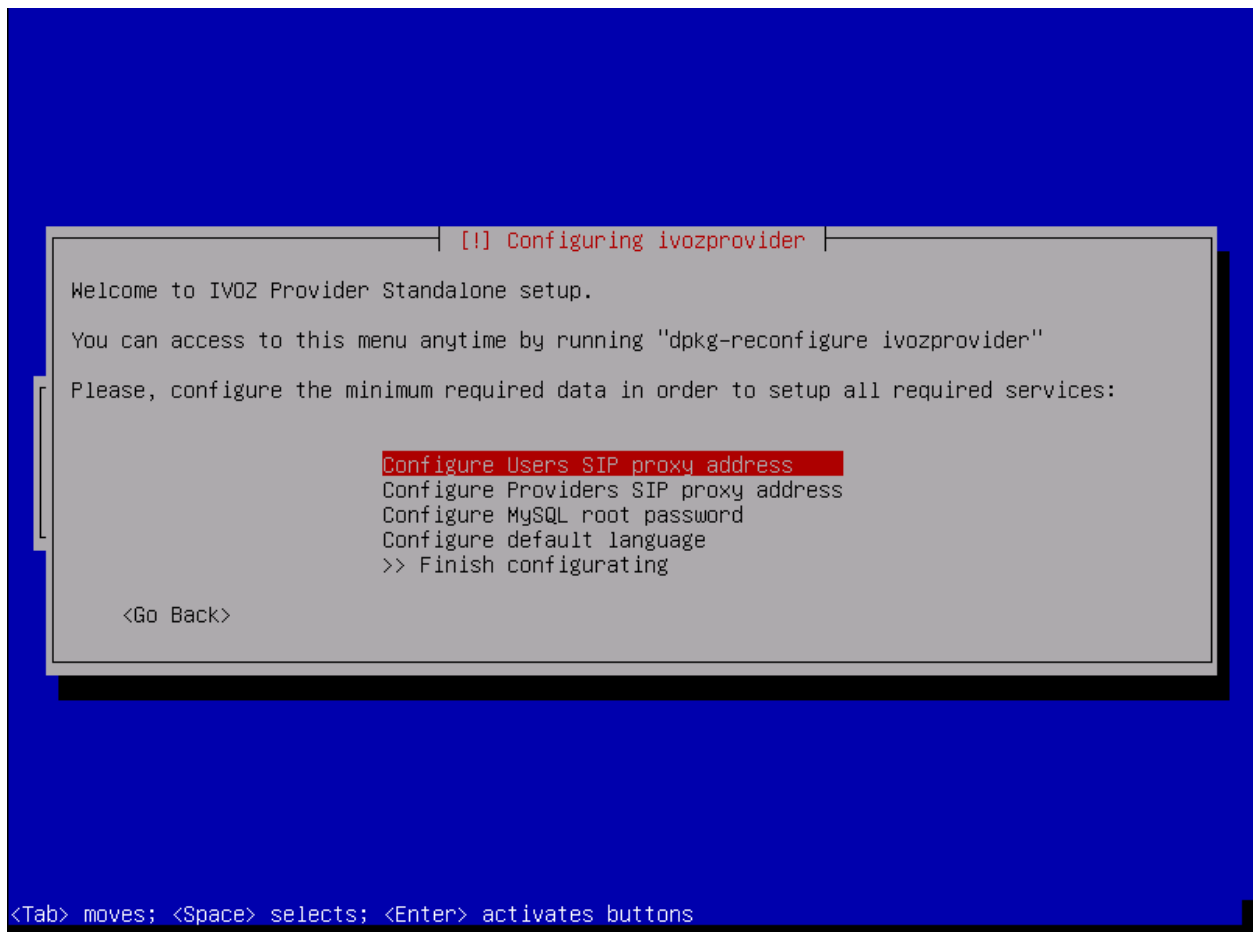 [!] Configuring ivozprovider
Welcome to IVOZ Provider Standalone setup.
You can access to this menu anytime by running "dpkg-reconfigure ivozprovider"
Please, configure the minimum required data in order to setup all required services:
Configure Users SIP proxy address
Configure Providers SIP proxy address
Configure MySQL root password
Configure default language
>> Finish configurating
<Go Back>
<Tab> moves; <Space> selects; <Enter> activates buttons